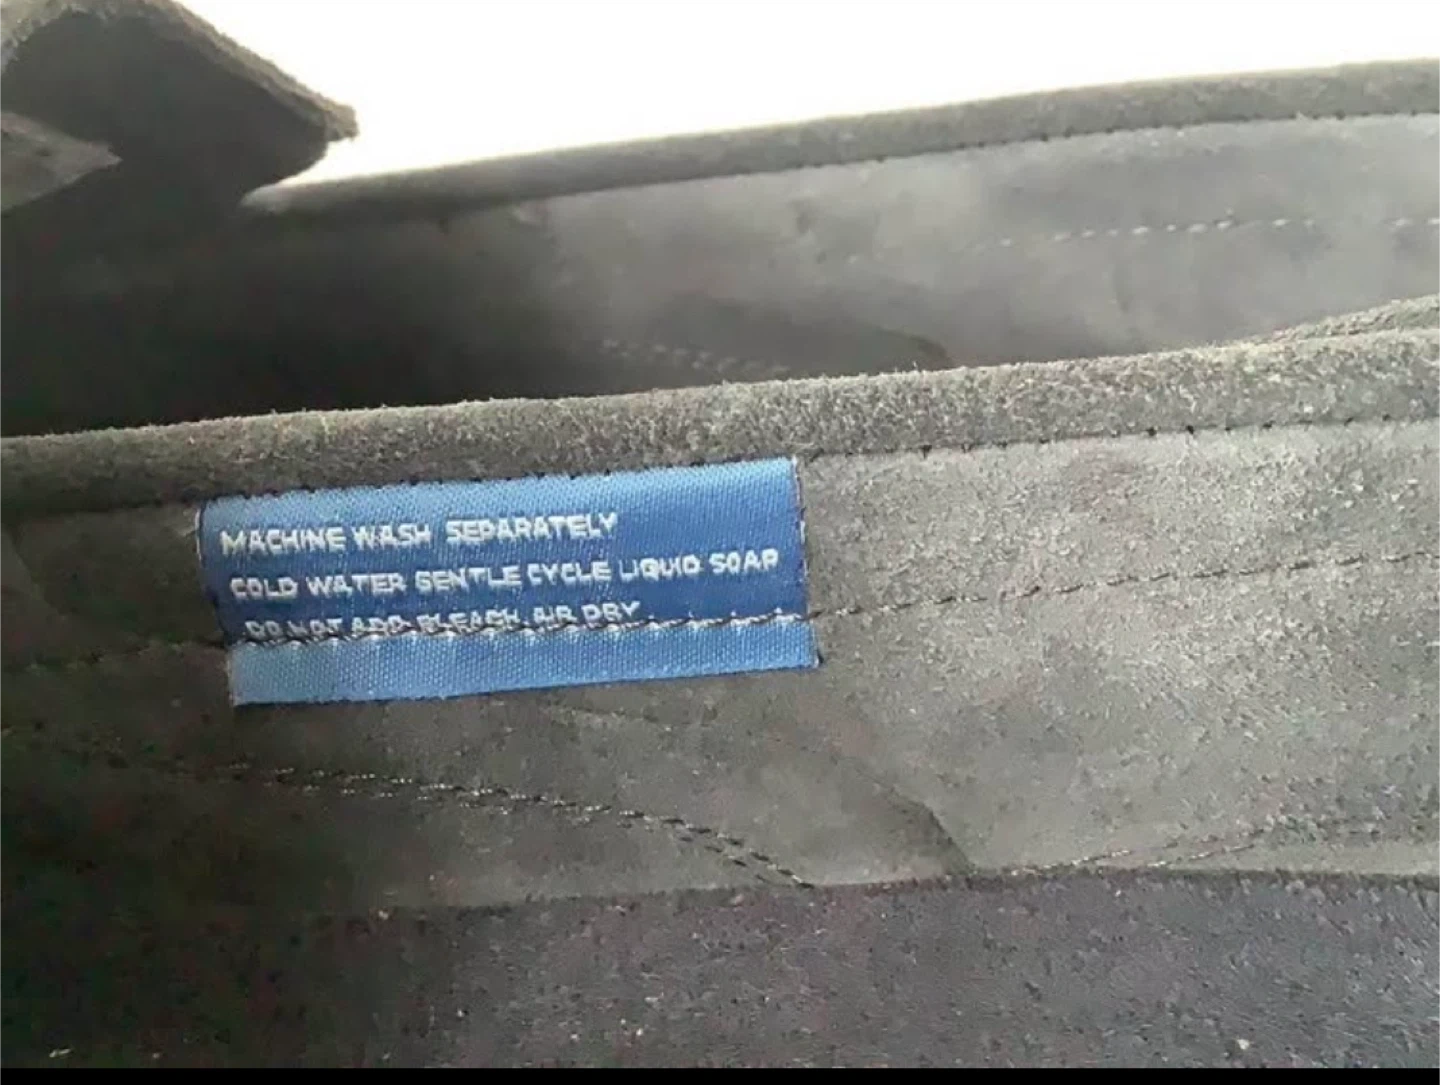 MACHINE WASH SEPARATELY
COLD WATER GENTLE CYCLE LIQUID SOAP
DO NOT ADD BLEACH. AIR DRY